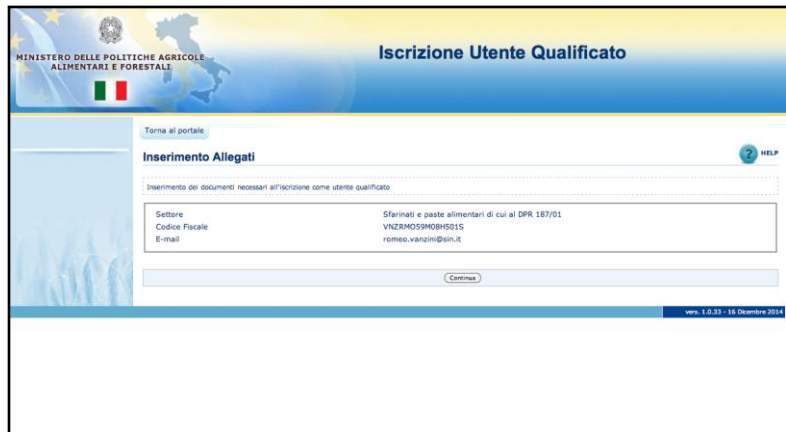 MINISTERO DELLE POLITICHE AGRICOLE
ALIMENTARI E FORESTALI
Iscrizione Utente Qualificato
Torna al portale
Inserimento Allegati
? HELP
Inserimento dei documenti necessari all'iscrizione come utente qualificato
Settore Sfarinati e paste alimentari di cui al DPR 187/01
Codice Fiscale VNZRMO59M08H501S
E-mail romeo.vanzini@sin.it
Continua
vers. 1.0.33 - 16 Dicembre 2014